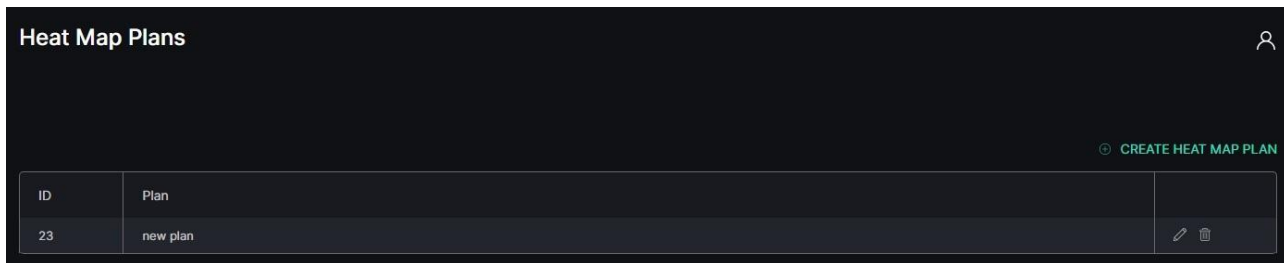 Heat Map Plans
CREATE HEAT MAP PLAN
ID Plan
23 new plan